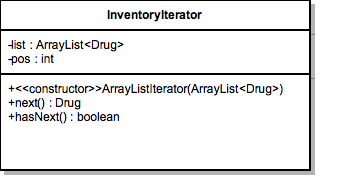 InventoryIterator
-list : ArrayList<Drug>
-pos : int
+<<constructor>>ArrayListIterator(ArrayList<Drug>)
+next() : Drug
+hasNext() : boolean